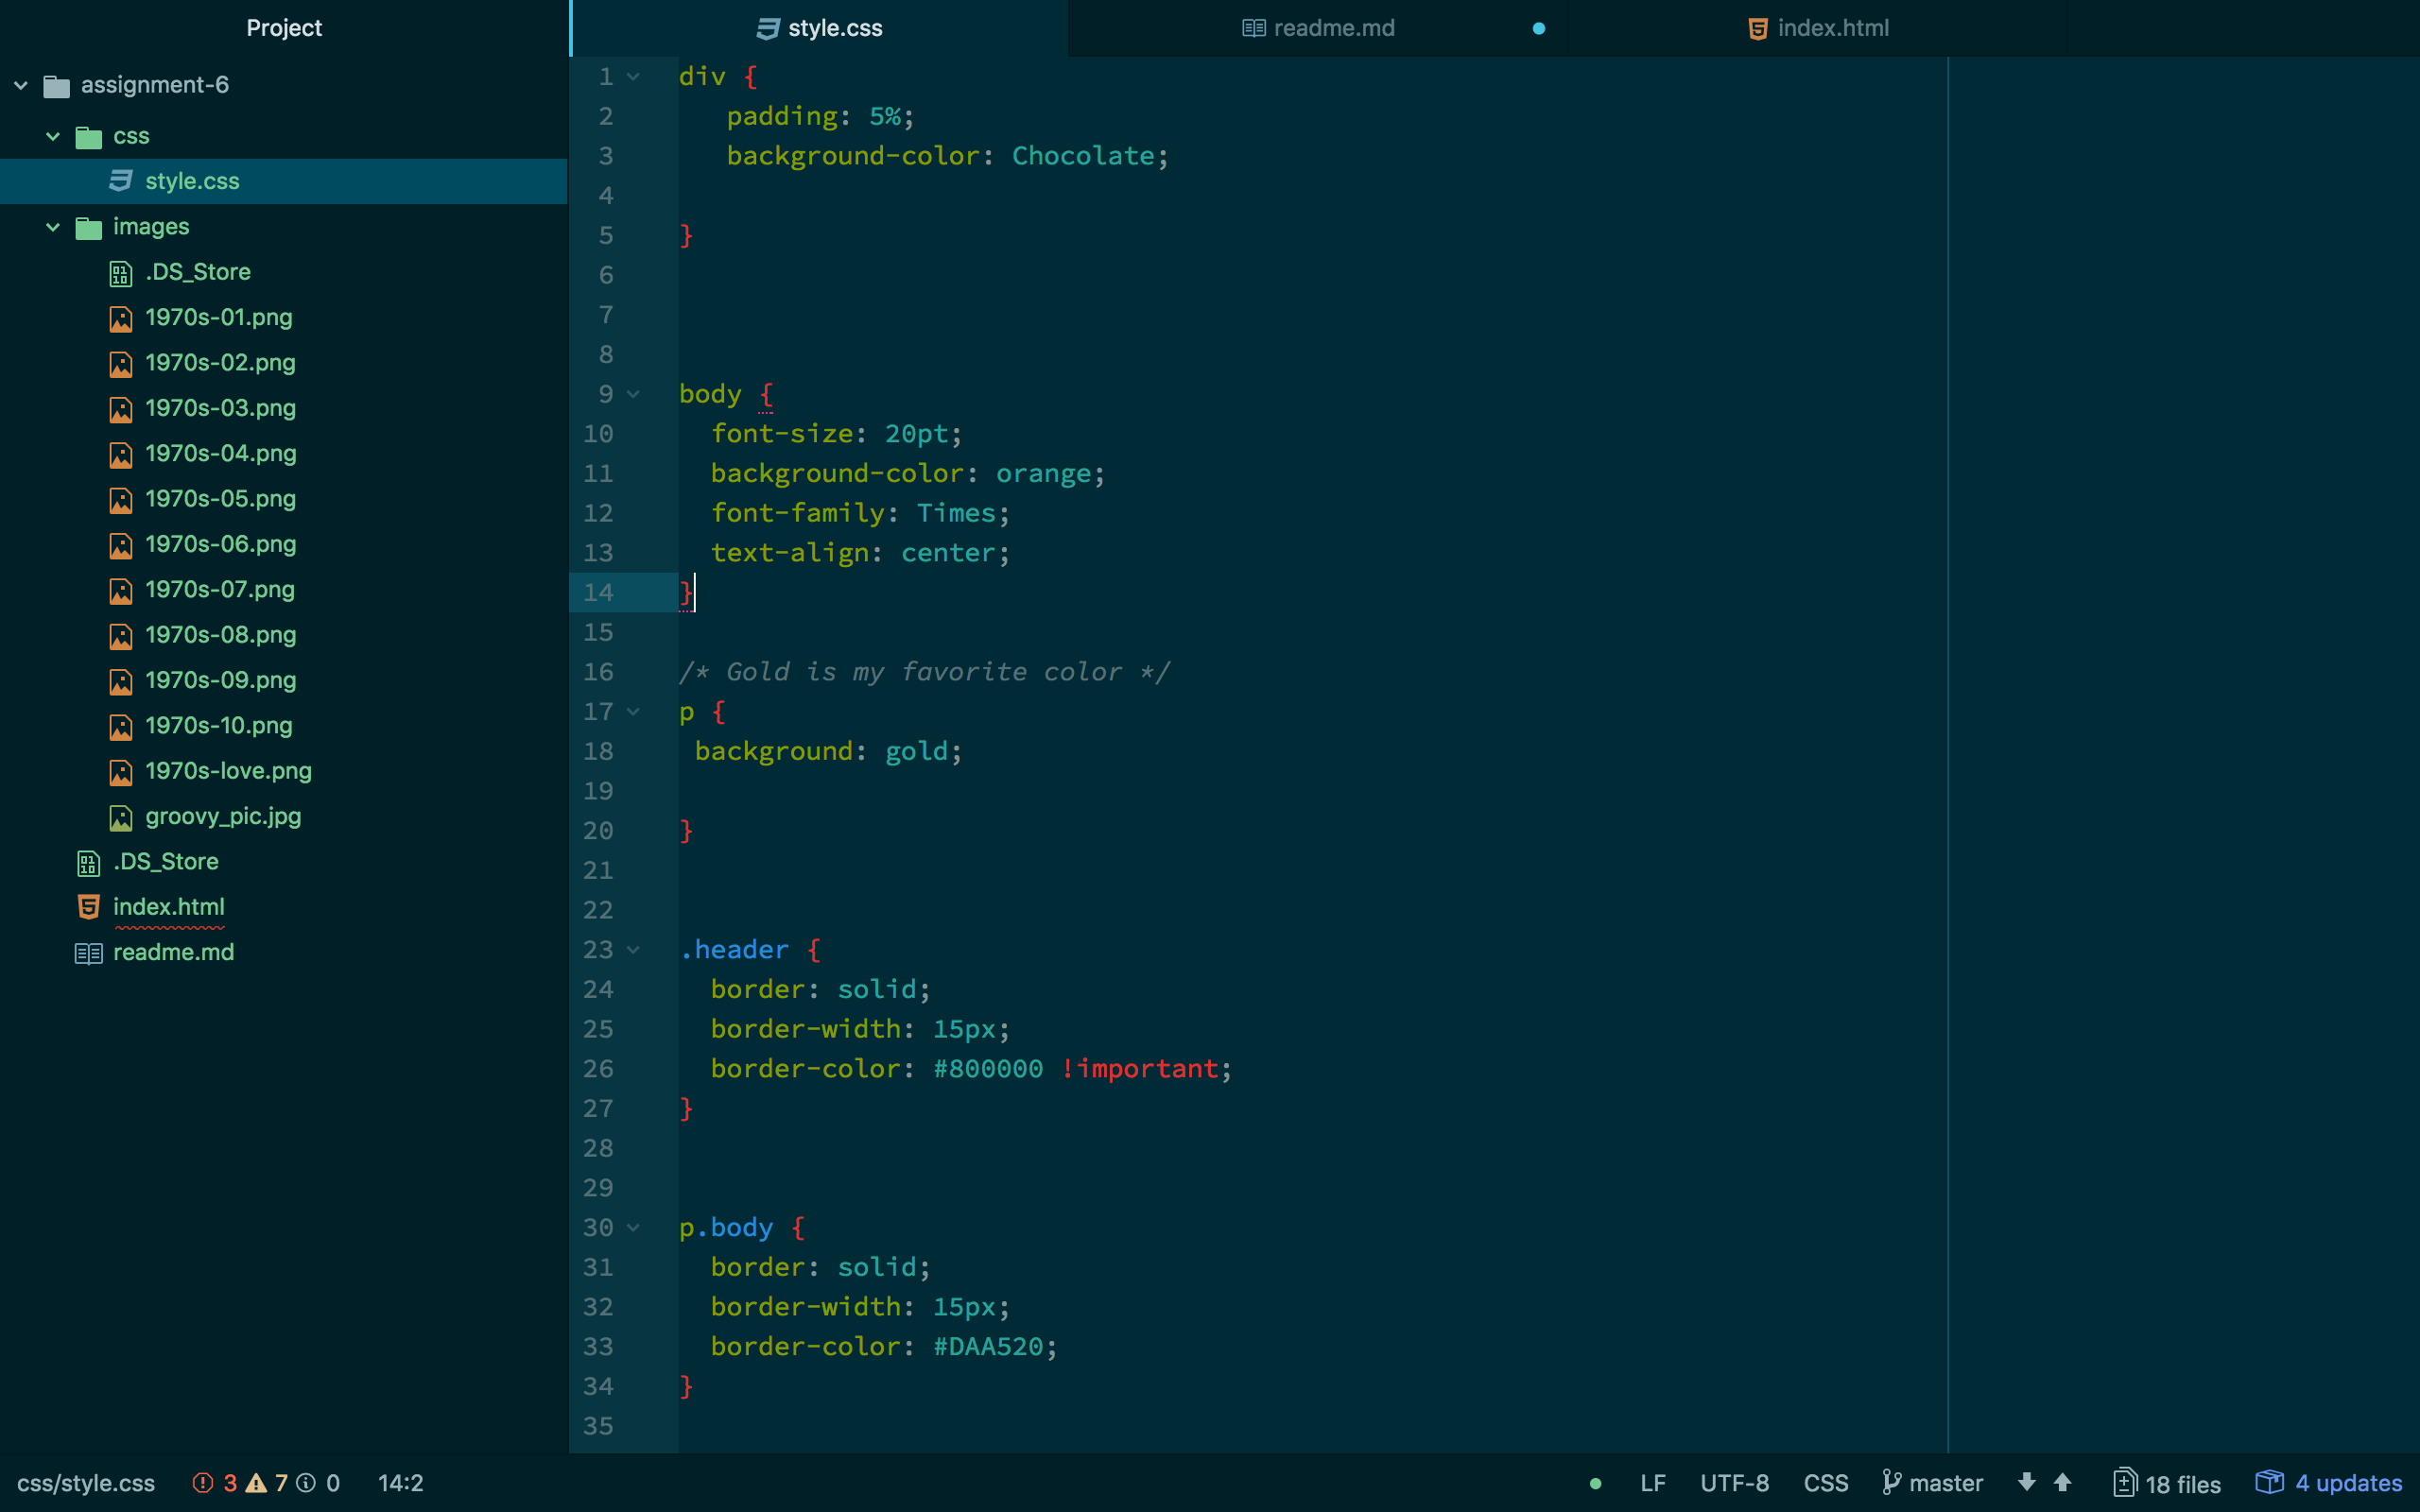 Project
assignment-6
css
style.css
images
.DS_Store
1970s-01.png
1970s-02.png
1970s-03.png
1970s-04.png
1970s-05.png
1970s-06.png
1970s-07.png
1970s-08.png
1970s-09.png
1970s-10.png
1970s-love.png
groovy_pic.jpg
.DS_Store
index.html
readme.md
style.css readme.md index.html
1 div {
2    padding: 5%;
3    background-color: Chocolate;
4
5 }
6
7
8
9 body {
10   font-size: 20pt;
11   background-color: orange;
12   font-family: Times;
13   text-align: center;
14 }
15
16 /* Gold is my favorite color */
17 p {
18  background: gold;
19
20 }
21
22
23 .header {
24   border: solid;
25   border-width: 15px;
26   border-color: #800000 !important;
27 }
28
29
30 p.body {
31   border: solid;
32   border-width: 15px;
33   border-color: #DAA520;
34 }
35
css/style.css 3 7 0 14:2 LF UTF-8 CSS master 18 files 4 updates